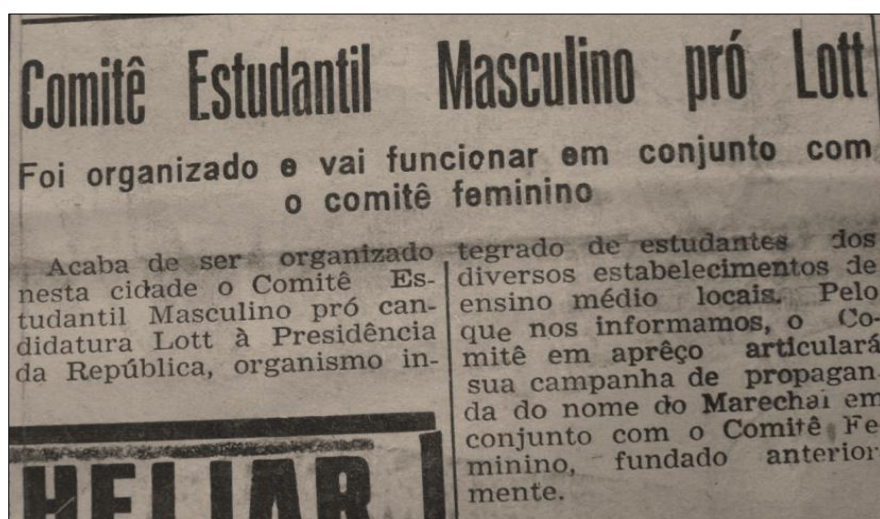 Comitê Estudantil Masculino pró Lott
Foi organizado e vai funcionar em conjunto com
o comitê feminino
Acaba de ser organizado
nesta cidade o Comitê Es-
tudantil Masculino pró can-
didatura Lott à Presidência
da República, organismo in-
tegrado de estudantes dos
diversos estabelecimentos de
ensino médio locais. Pelo
que nos informamos, o Co-
mitê em aprêço articulará
sua campanha de propagan
da do nome do Marechal em
conjunto com o Comitê Fe
minino, fundado anterior
mente.
HELIAR